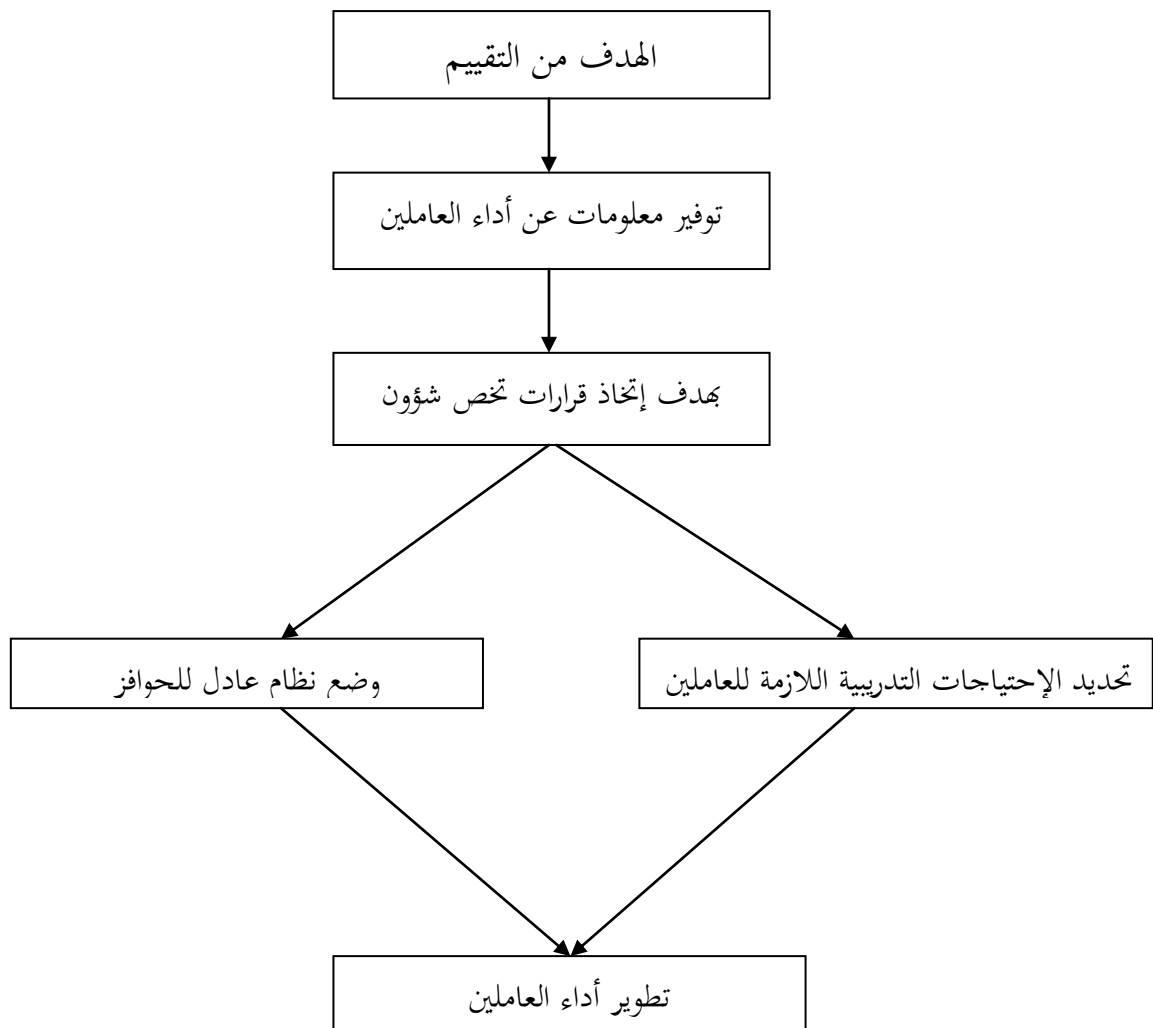 الهدف من التقييم
توفير معلومات عن أداء العاملين
بهدف إتخاذ قرارات تخص شؤون
تحديد الإحتياجات التدريبية اللازمة للعاملين
وضع نظام عادل للحوافز
تطوير أداء العاملين